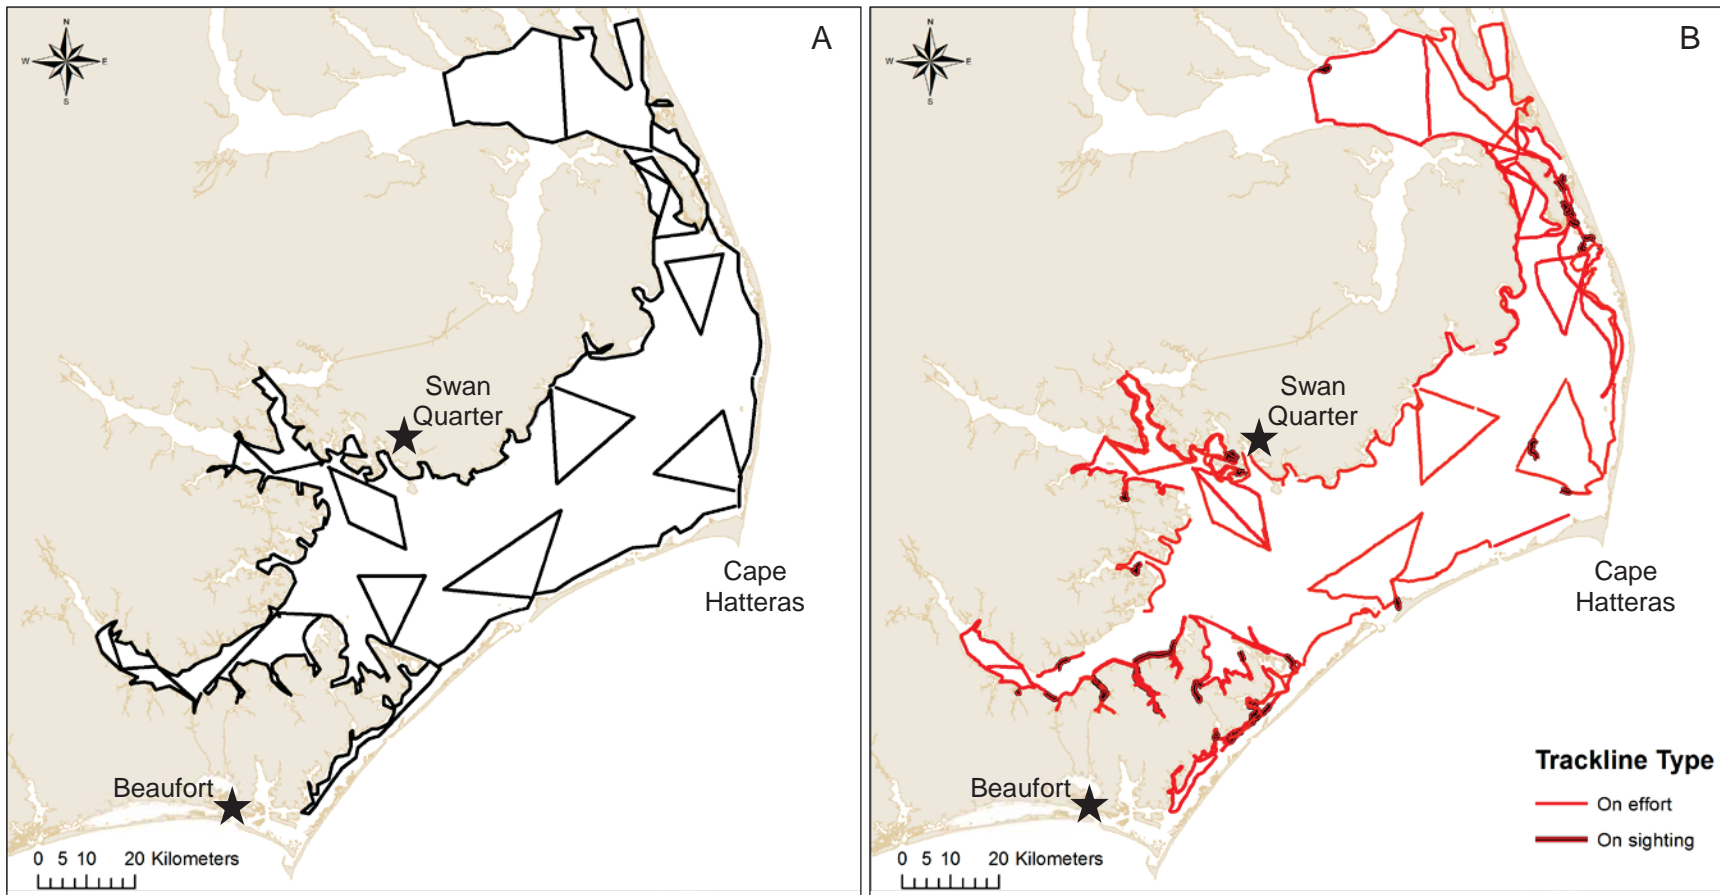 A
N
W
E
S
Swan
Quarter
Cape
Hatteras
Beaufort
0 5 10 20 Kilometers
B
N
W
E
S
Swan
Quarter
Cape
Hatteras
Beaufort
0 5 10 20 Kilometers
Trackline Type
On effort
On sighting